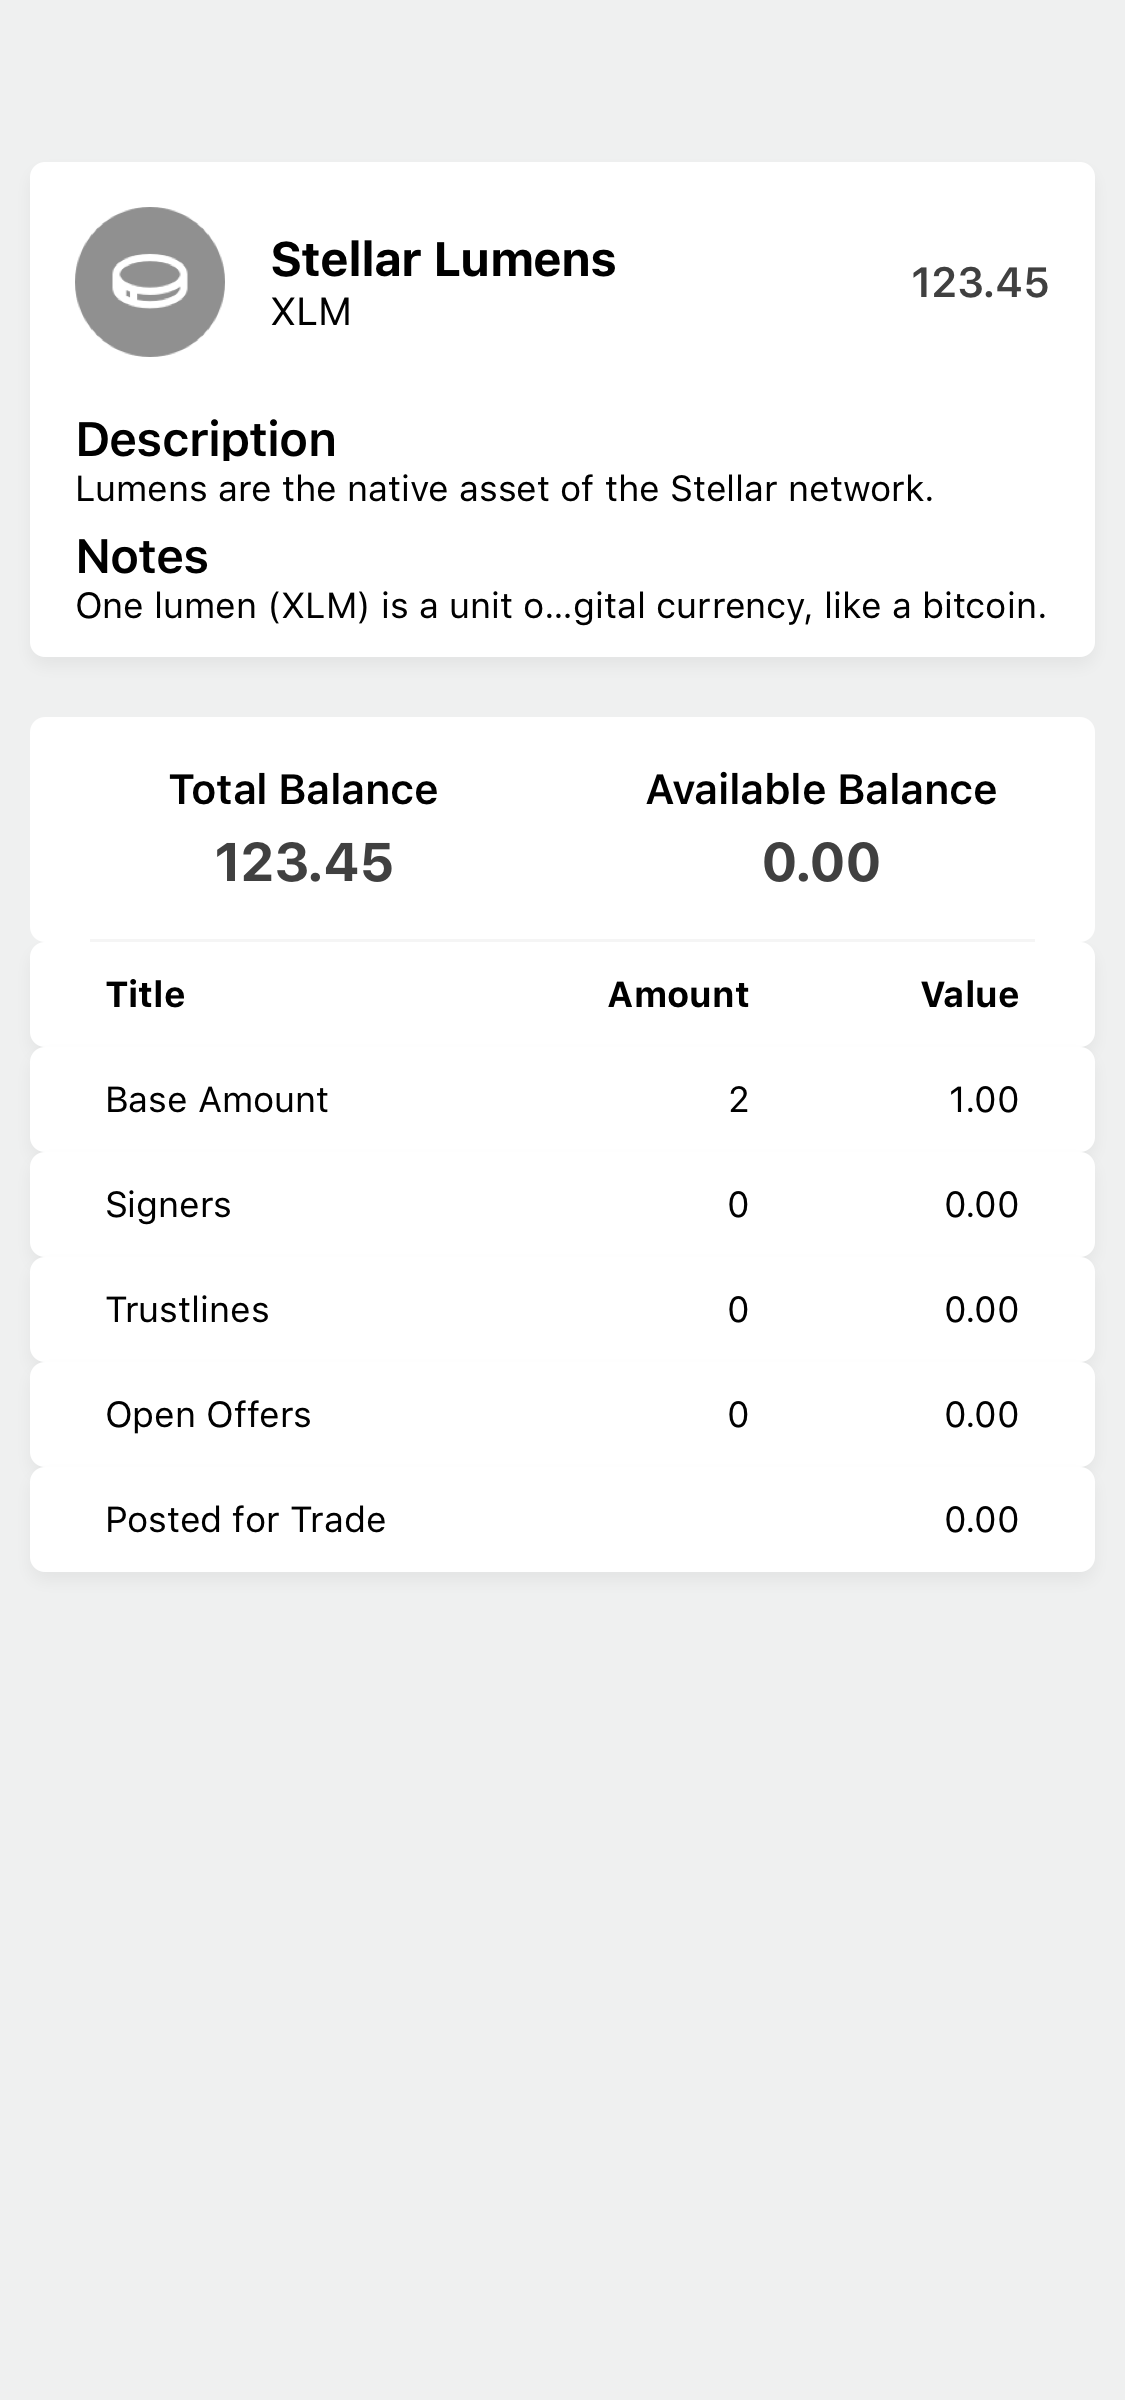 Stellar Lumens
XLM
123.45
Description
Lumens are the native asset of the Stellar network.
Notes
One lumen (XLM) is a unit o...gital currency, like a bitcoin.
Total Balance Available Balance
123.45 0.00
Title Amount Value
Base Amount 2 1.00
Signers 0 0.00
Trustlines 0 0.00
Open Offers 0 0.00
Posted for Trade 0.00